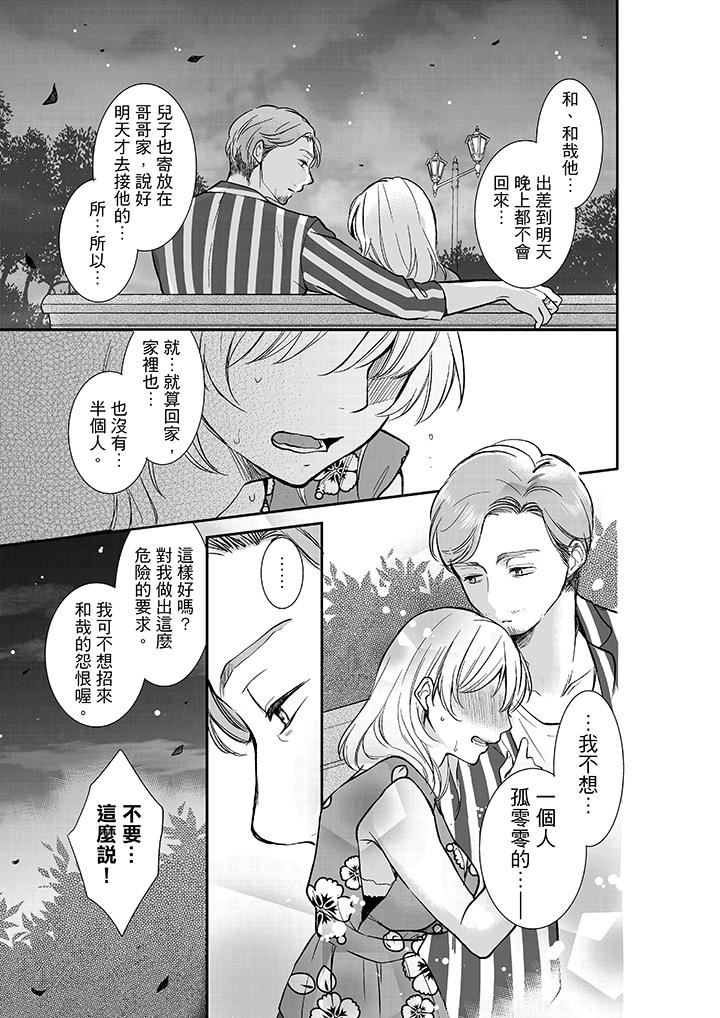 和、和哉他…
出差到明天
晚上都不會
回來…
兒子也寄放在
哥哥家，說好
明天才去接他的…
所…所以…
就…就算回家，
家裡也…
也沒有…
半個人。
…我不想…
一個人
孤零零的…—
……
這樣好嗎？
對我做出這麼
危險的要求。
我可不想招來
和哉的怨恨喔。
不要…
這麼說！